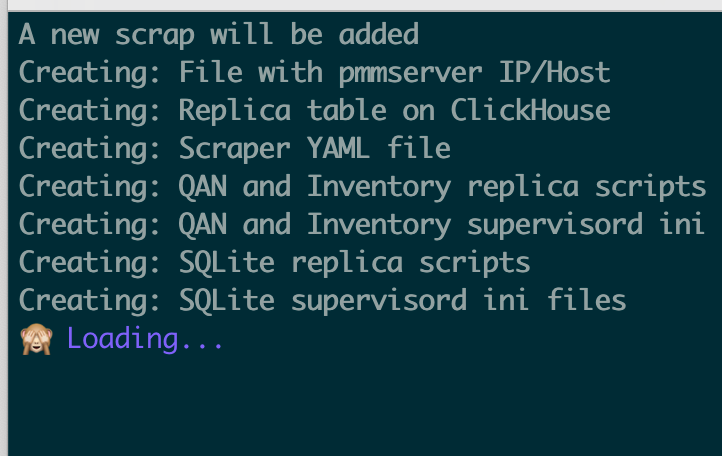 A new scrap will be added
Creating: File with pmmserver IP/Host
Creating: Replica table on ClickHouse
Creating: Scraper YAML file
Creating: QAN and Inventory replica scripts
Creating: QAN and Inventory supervisord ini
Creating: SQLite replica scripts
Creating: SQLite supervisord ini files
🙈 Loading...